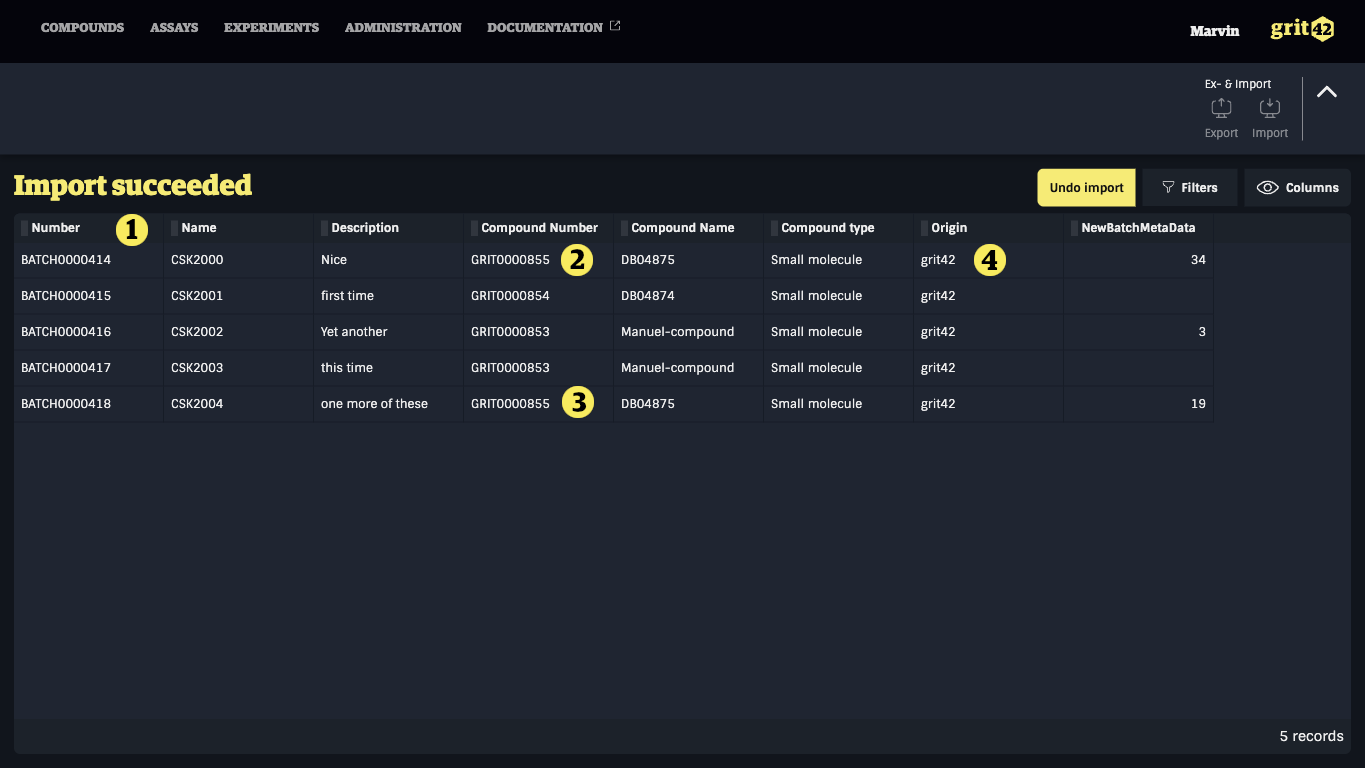 COMPOUNDS ASSAYS EXPERIMENTS ADMINISTRATION DOCUMENTATION Marvin grit42
Ex- & Import
Export Import
Import succeeded Undo import Filters Columns
Number 1 Name Description Compound Number Compound Name Compound type Origin NewBatchMetaData
BATCH0000414 CSK2000 Nice GRIT0000855 2 DB04875 Small molecule grit42 4 34
BATCH0000415 CSK2001 first time GRIT0000854 DB04874 Small molecule grit42
BATCH0000416 CSK2002 Yet another GRIT0000853 Manuel-compound Small molecule grit42 3
BATCH0000417 CSK2003 this time GRIT0000853 Manuel-compound Small molecule grit42
BATCH0000418 CSK2004 one more of these GRIT0000855 3 DB04875 Small molecule grit42 19
5 records